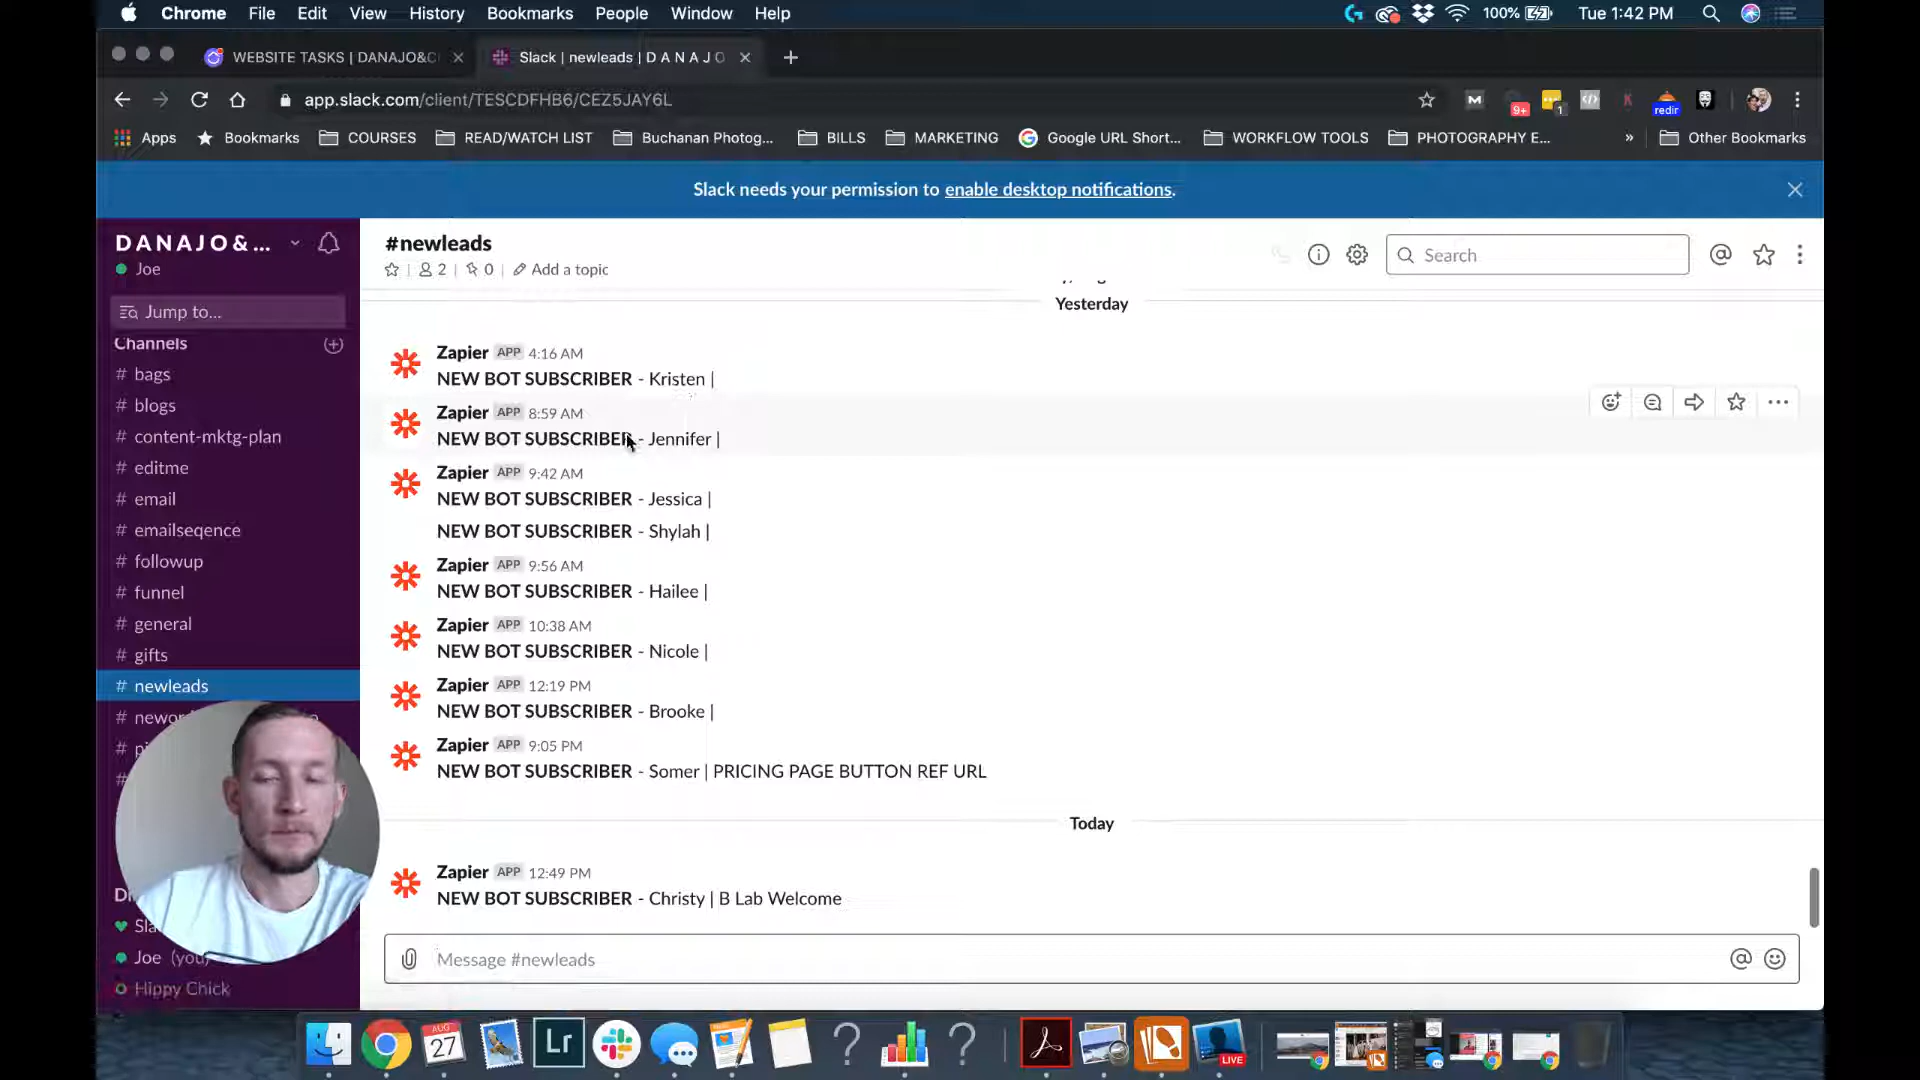 Chrome File Edit View History Bookmarks People Window Help 100% Tue 1:42 PM
WEBSITE TASKS | DANAJO&C Slack | newleads | D A N A J O
app.slack.com/client/TESCDFHB6/CEZ5JAY6L 9+ 1 redir
Apps Bookmarks COURSES READ/WATCH LIST Buchanan Photog... BILLS MARKETING Google URL Short... WORKFLOW TOOLS PHOTOGRAPHY E... » Other Bookmarks
Slack needs your permission to enable desktop notifications.
D A N A J O & ...
Joe
Jump to...
Channels
# bags
# blogs
# content-mktg-plan
# editme
# email
# emailseqence
# followup
# funnel
# general
# gifts
# newleads
Joe (you)
Hippy Chick
#newleads
2 | 0 | Add a topic
Search
Yesterday
Zapier APP 4:16 AM
NEW BOT SUBSCRIBER - Kristen |
Zapier APP 8:59 AM
NEW BOT SUBSCRIBER - Jennifer |
Zapier APP 9:42 AM
NEW BOT SUBSCRIBER - Jessica |
NEW BOT SUBSCRIBER - Shylah |
Zapier APP 9:56 AM
NEW BOT SUBSCRIBER - Hailee |
Zapier APP 10:38 AM
NEW BOT SUBSCRIBER - Nicole |
Zapier APP 12:19 PM
NEW BOT SUBSCRIBER - Brooke |
Zapier APP 9:05 PM
NEW BOT SUBSCRIBER - Somer | PRICING PAGE BUTTON REF URL
Today
Zapier APP 12:49 PM
NEW BOT SUBSCRIBER - Christy | B Lab Welcome
Message #newleads
AUG
27
Lr
LIVE